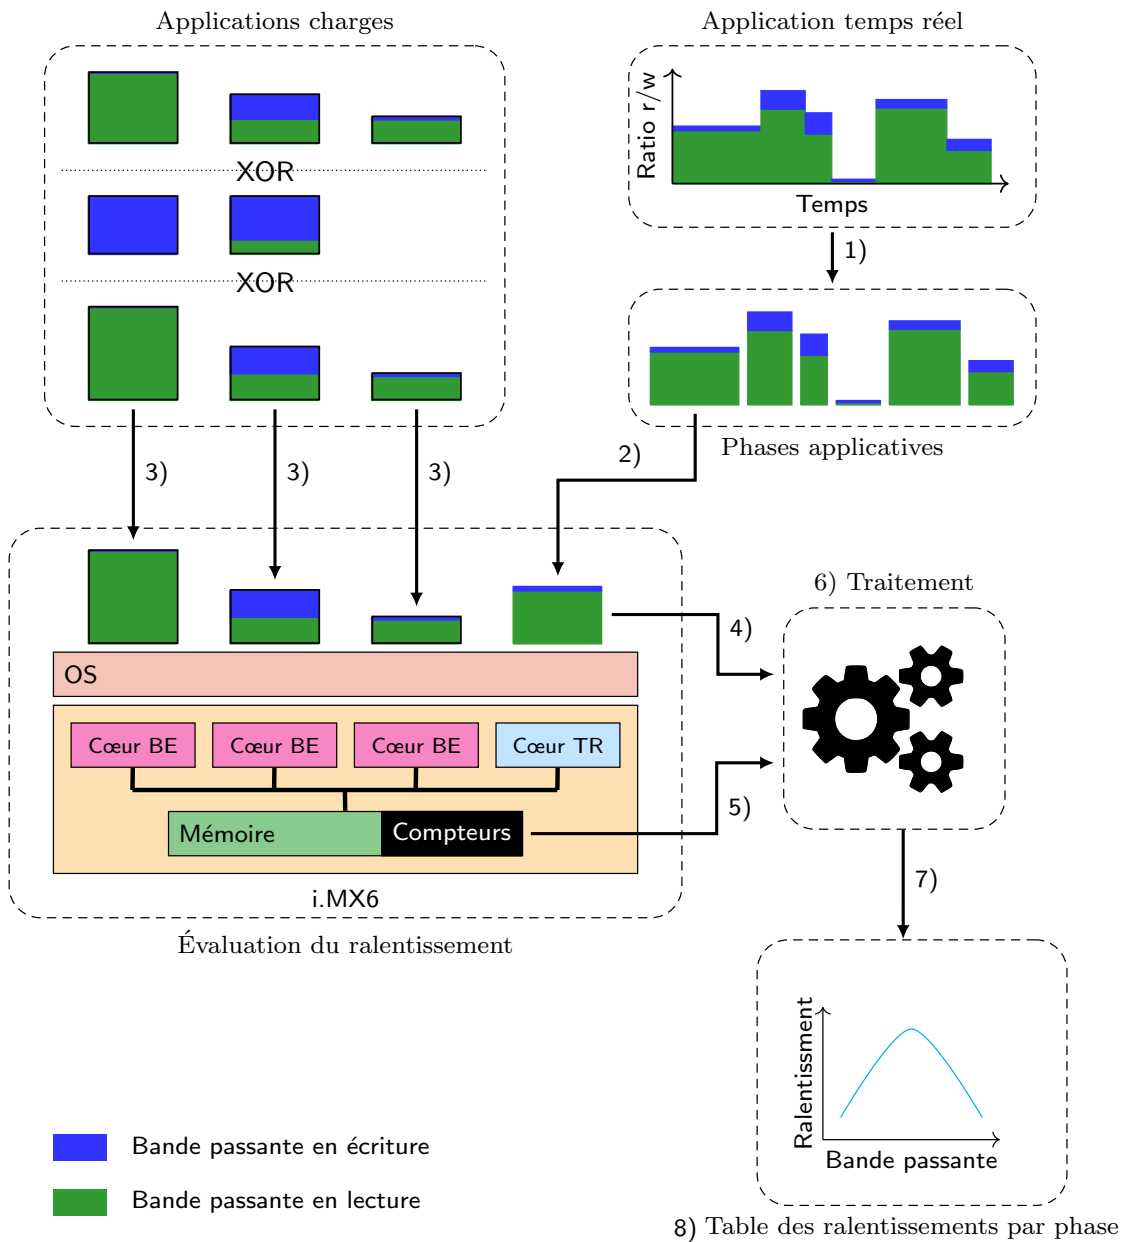 Applications charges
Application temps réel
XOR
XOR
Ratio r/w
Temps
1)
Phases applicatives
3)
3)
3)
2)
6) Traitement
4)
OS
Cœur BE
Cœur BE
Cœur BE
Cœur TR
5)
Mémoire
Compteurs
i.MX6
Évaluation du ralentissement
7)
Ralentissment
Bande passante
Bande passante en écriture
Bande passante en lecture
8) Table des ralentissements par phase